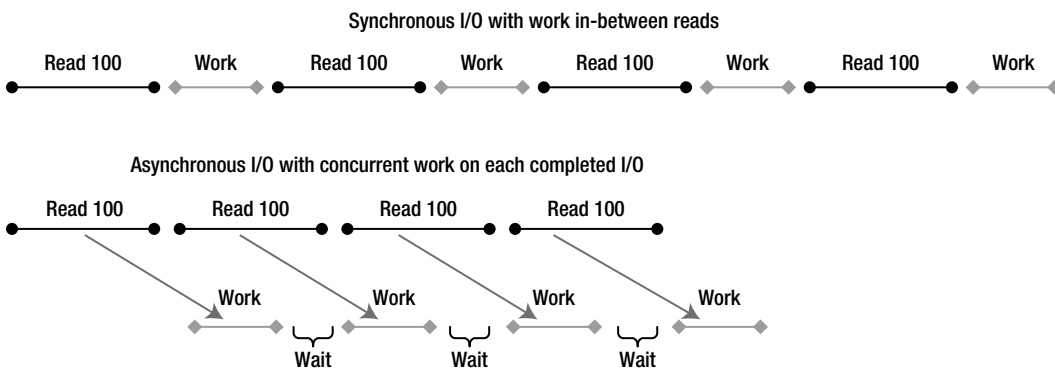 Synchronous I/O with work in-between reads
Read 100 Work Read 100 Work Read 100 Work Read 100 Work
Asynchronous I/O with concurrent work on each completed I/O
Read 100 Read 100 Read 100 Read 100
Work Work Work Work
Wait Wait Wait